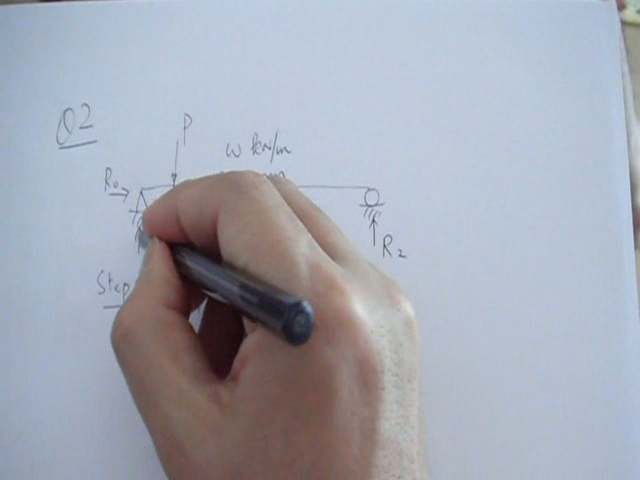 Q2
P
w kN/m
R₀
R₂
Step